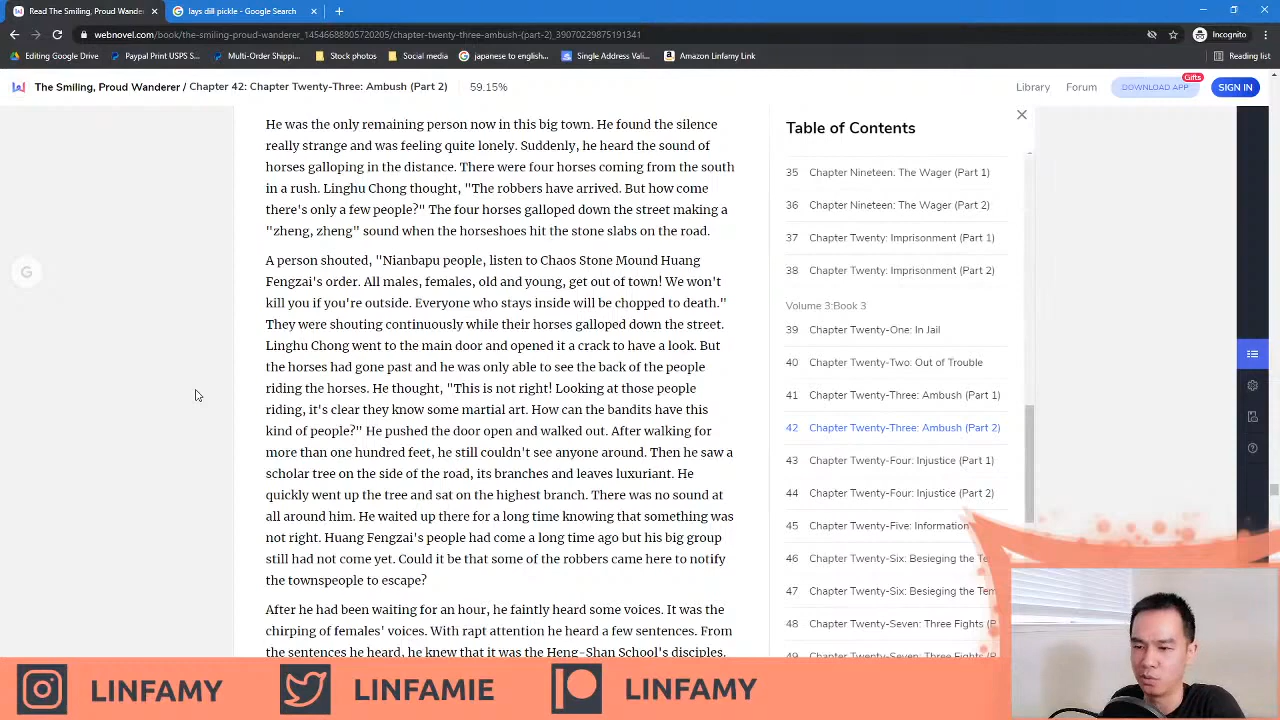 Read The Smiling, Proud Wande
lays dill pickle - Google Search
Incognito
webnovel.com/book/the-smiling-proud-wanderer_14546688805720205/chapter-twenty-three-ambush-(part-2)_39070229875191341
Editing Google Drive
Paypal Print USPS S...
Multi-Order Shippi...
Stock photos
Social media
japanese to english...
Single Address Vali...
Amazon Linfamy Link
Reading list
The Smiling, Proud Wanderer / Chapter 42: Chapter Twenty-Three: Ambush (Part 2)
59.15%
Library
Forum
DOWNLOAD APP
Gifts
SIGN IN
He was the only remaining person now in this big town. He found the silence
really strange and was feeling quite lonely. Suddenly, he heard the sound of
horses galloping in the distance. There were four horses coming from the south
in a rush. Linghu Chong thought, "The robbers have arrived. But how come
there's only a few people?" The four horses galloped down the street making a
"zheng, zheng" sound when the horseshoes hit the stone slabs on the road.
A person shouted, "Nianbapu people, listen to Chaos Stone Mound Huang
Fengzai's order. All males, females, old and young, get out of town! We won't
kill you if you're outside. Everyone who stays inside will be chopped to death."
They were shouting continuously while their horses galloped down the street.
Linghu Chong went to the main door and opened it a crack to have a look. But
the horses had gone past and he was only able to see the back of the people
riding the horses. He thought, "This is not right! Looking at those people
riding, it's clear they know some martial art. How can the bandits have this
kind of people?" He pushed the door open and walked out. After walking for
more than one hundred feet, he still couldn't see anyone around. Then he saw a
scholar tree on the side of the road, its branches and leaves luxuriant. He
quickly went up the tree and sat on the highest branch. There was no sound at
all around him. He waited up there for a long time knowing that something was
not right. Huang Fengzai's people had come a long time ago but his big group
still had not come yet. Could it be that some of the robbers came here to notify
the townspeople to escape?
After he had been waiting for an hour, he faintly heard some voices. It was the
chirping of females' voices. With rapt attention he heard a few sentences. From
the sentences he heard, he knew that it was the Heng-Shan School's disciples.
Table of Contents
35 Chapter Nineteen: The Wager (Part 1)
36 Chapter Nineteen: The Wager (Part 2)
37 Chapter Twenty: Imprisonment (Part 1)
38 Chapter Twenty: Imprisonment (Part 2)
Volume 3:Book 3
39 Chapter Twenty-One: In Jail
40 Chapter Twenty-Two: Out of Trouble
41 Chapter Twenty-Three: Ambush (Part 1)
42 Chapter Twenty-Three: Ambush (Part 2)
43 Chapter Twenty-Four: Injustice (Part 1)
44 Chapter Twenty-Four: Injustice (Part 2)
45 Chapter Twenty-Five: Information
46 Chapter Twenty-Six: Besieging the Te
47 Chapter Twenty-Six: Besieging the Tem
48 Chapter Twenty-Seven: Three Fights (P
49 Chapter Twenty-Seven: Three Fights
G
LINFAMY
LINFAMIE
LINFAMY